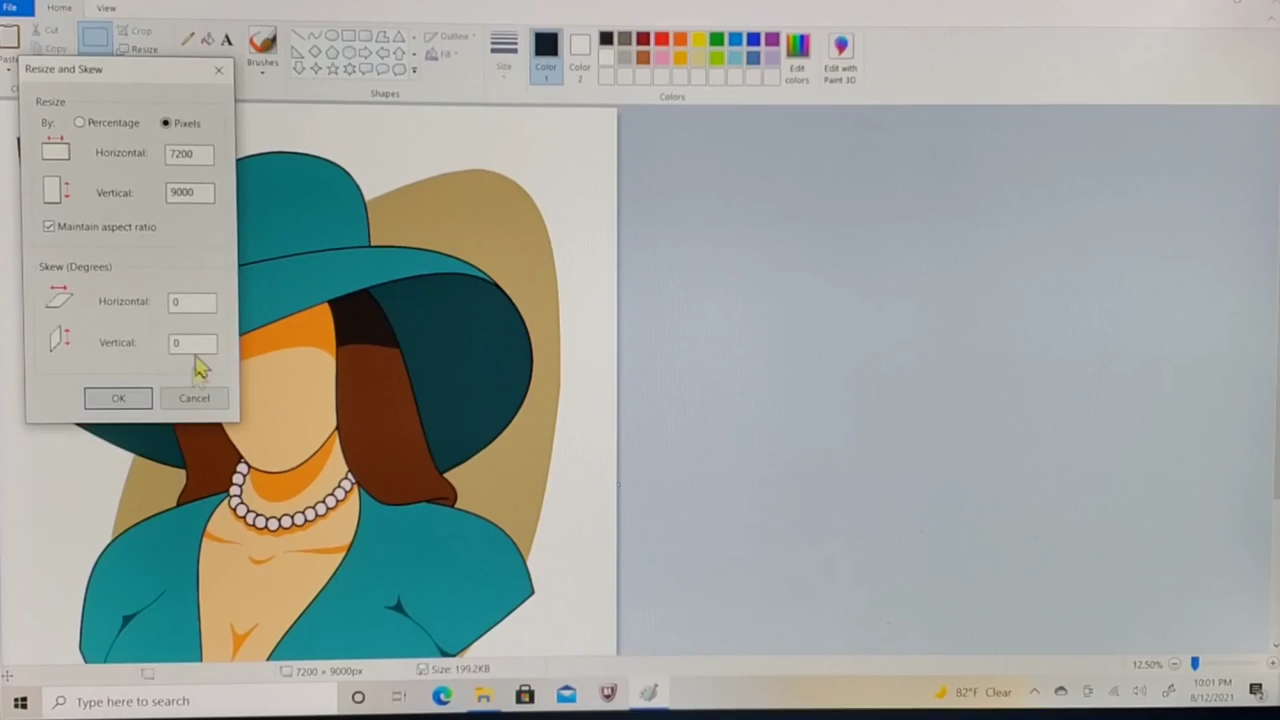 File
Home
View
Cut
Copy
Paste
Crop
Resize
Brushes
Shapes
Outline
Fill
Size
Color
1
Color
2
Edit
colors
Edit with
Paint 3D
Colors
Resize and Skew
Resize
By:
Percentage
Pixels
Horizontal:
7200
Vertical:
9000
Maintain aspect ratio
Skew (Degrees)
Horizontal:
0
Vertical:
0
OK
Cancel
7200 × 9000px
Size: 199.2KB
12.50%
Type here to search
82°F Clear
10:01 PM
8/12/2021
2